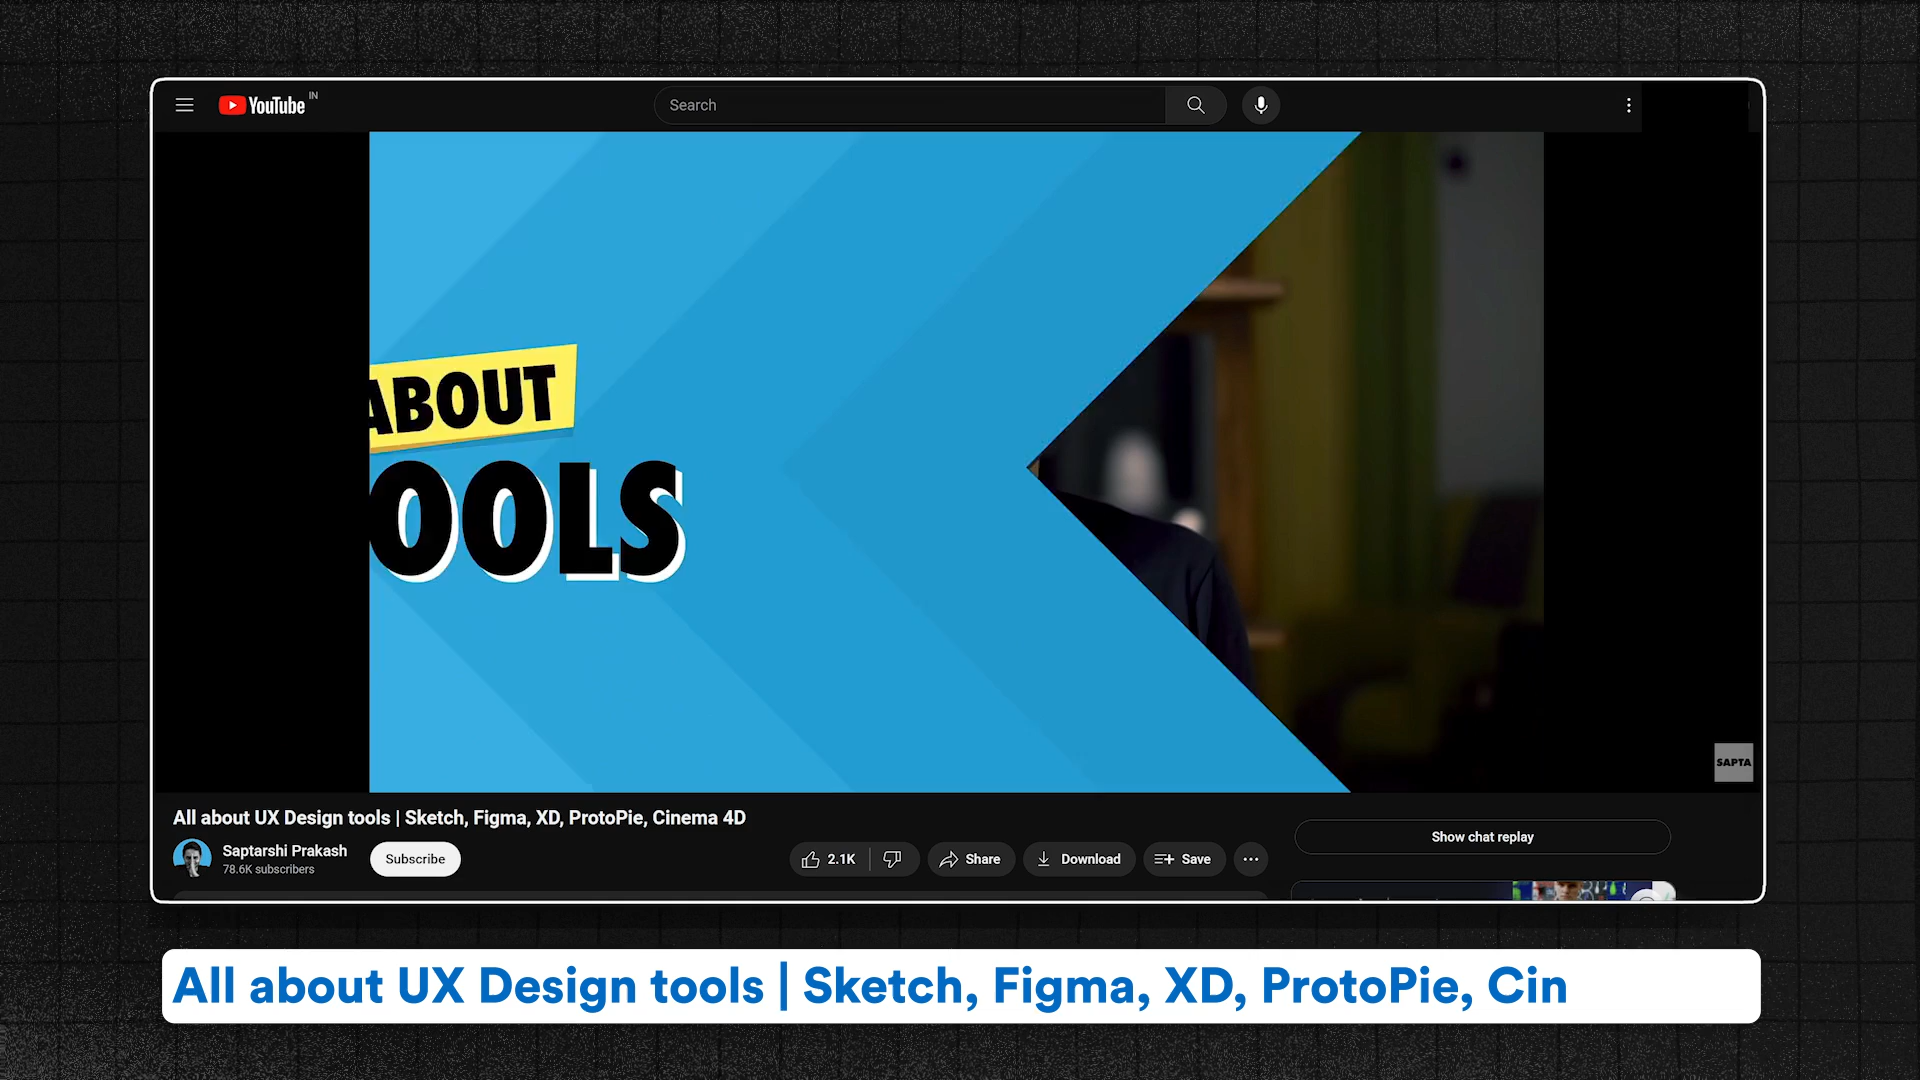 YouTube IN
Search
ABOUT
OOLS
SAPTA
All about UX Design tools | Sketch, Figma, XD, ProtoPie, Cinema 4D
Saptarshi Prakash
78.6K subscribers
Subscribe
2.1K
Share
Download
Save
Show chat replay
All about UX Design tools | Sketch, Figma, XD, ProtoPie, Cin